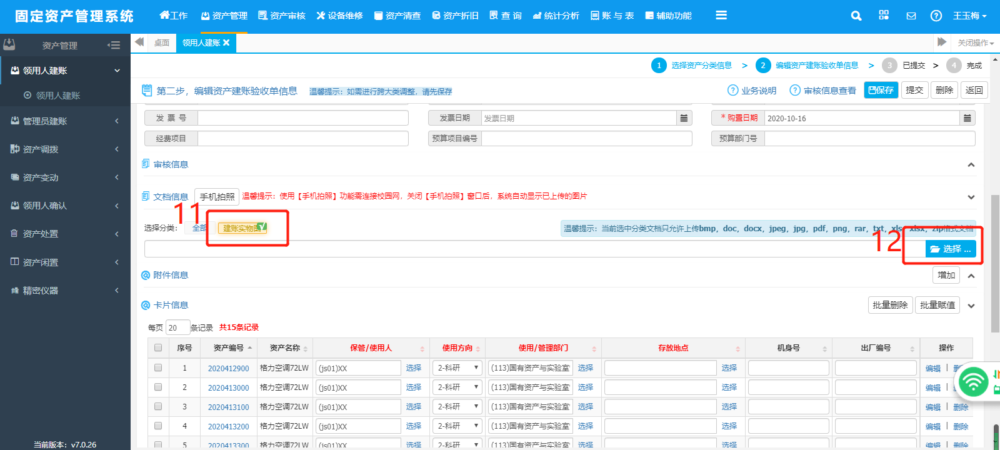 固定资产管理系统
工作 资产管理 资产审核 设备维修 资产清查 资产折旧 查 询 统计分析 账 与 表 辅助功能 王玉梅
资产管理
桌面 领用人建账 关闭操作
领用人建账
领用人建账
管理员建账
资产调拨
资产变动
领用人确认
资产处置
资产闲置
精密仪器
当前版本：v7.0.26
1 选择资产分类信息 > 2 编辑资产建账验收单信息 > 3 已提交 > 4 完成
第二步，编辑资产建账验收单信息 温馨提示：如需进行跨大类调整，请先保存 业务说明 审核信息查看 保存 提交 删除 返回
发 票 号 发票日期 发票日期 * 购置日期 2020-10-16
经费项目 预算项目编号 预算部门号
审核信息
文档信息 手机拍照 温馨提示：使用【手机拍照】功能需连接校园网，关闭【手机拍照】窗口后，系统自动显示已上传的图片
11
选择分类： 全部 建账实物图 温馨提示：当前选中分类文档只允许上传bmp，doc，docx，jpeg，jpg，pdf，png，rar，txt，xls，xlsx，zip格式文档
12
选择 ...
附件信息 增加
卡片信息 批量删除 批量赋值
每页 20 条记录 共15条记录
序号 资产编号 资产名称 保管/使用人 使用方向 使用/管理部门 存放地点 机身号 出厂编号 操作
1 2020412900 格力空调72LW (js01)XX 选择 2-科研 (113)国有资产与实验室 选择 选择 编辑 | 删
2 2020413000 格力空调72LW (js01)XX 选择 2-科研 (113)国有资产与实验室 选择 选择 编辑 |
3 2020413100 格力空调72LW (js01)XX 选择 2-科研 (113)国有资产与实验室 选择 选择 编辑 | 删除
4 2020413200 格力空调72LW (js01)XX 选择 2-科研 (113)国有资产与实验室 选择 选择 编辑 | 删除
5 2020413300 格力空调72LW (js01)XX 选择 2-科研 (113)国有资产与实验室 选择 选择 编辑 | 删除